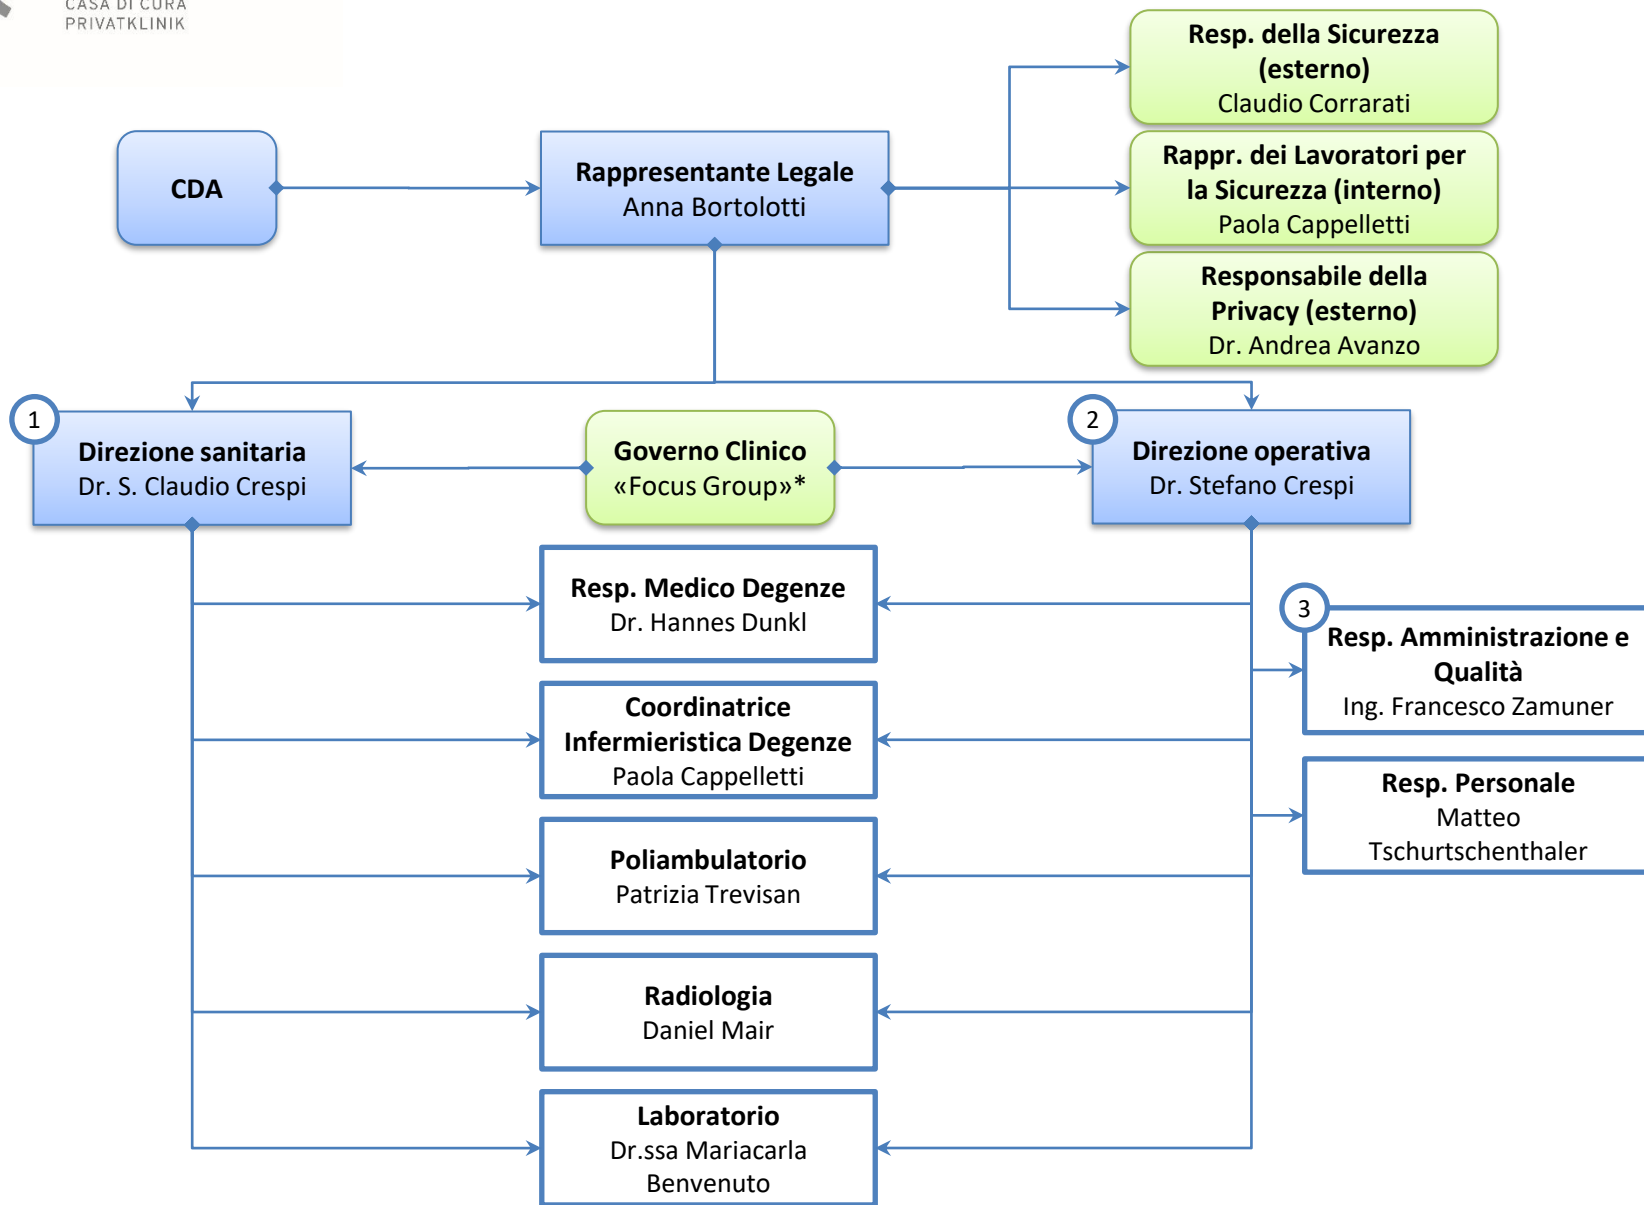 CASA DI CURA
PRIVATKLINIK
Resp. della Sicurezza
(esterno)
Claudio Corrarati
CDA
Rappresentante Legale
Anna Bortolotti
Rappr. dei Lavoratori per
la Sicurezza (interno)
Paola Cappelletti
Responsabile della
Privacy (esterno)
Dr. Andrea Avanzo
1
Direzione sanitaria
Dr. S. Claudio Crespi
Governo Clinico
«Focus Group»*
2
Direzione operativa
Dr. Stefano Crespi
Resp. Medico Degenze
Dr. Hannes Dunkl
3
Resp. Amministrazione e
Qualità
Ing. Francesco Zamuner
Coordinatrice
Infermieristica Degenze
Paola Cappelletti
Resp. Personale
Matteo
Tschurtschenthaler
Poliambulatorio
Patrizia Trevisan
Radiologia
Daniel Mair
Laboratorio
Dr.ssa Mariacarla
Benvenuto